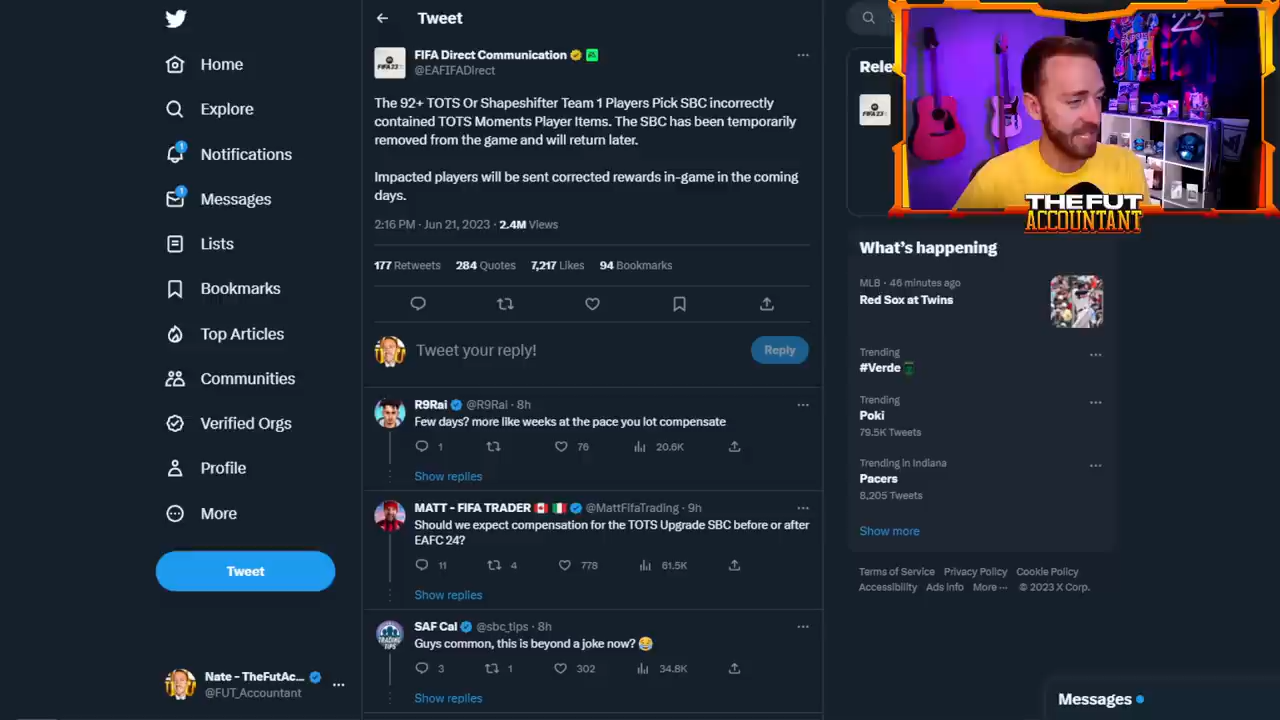 Home
Explore
1
Notifications
1
Messages
Lists
Bookmarks
Top Articles
Communities
Verified Orgs
Profile
More
Tweet
Nate - TheFutAc...
@FUT_Accountant
Tweet
FIFA 23
FIFA Direct Communication
@EAFIFADirect
The 92+ TOTS Or Shapeshifter Team 1 Players Pick SBC incorrectly
contained TOTS Moments Player Items. The SBC has been temporarily
removed from the game and will return later.
Impacted players will be sent corrected rewards in-game in the coming
days.
2:16 PM · Jun 21, 2023 · 2.4M Views
177 Retweets 284 Quotes 7,217 Likes 94 Bookmarks
Tweet your reply!
Reply
R9Rai @R9Rai · 8h
Few days? more like weeks at the pace you lot compensate
1 76 20.6K
Show replies
MATT - FIFA TRADER @MattFifaTrading · 9h
Should we expect compensation for the TOTS Upgrade SBC before or after
EAFC 24?
11 4 778 61.5K
Show replies
TRADING
TIPS
SAF Cal @sbc_tips · 8h
Guys common, this is beyond a joke now? 😂
3 1 302 34.8K
Show replies
Rele
FIFA 23
23
THE FUT
ACCOUNTANT
What's happening
MLB · 46 minutes ago
Red Sox at Twins
Trending
#Verde
Trending
Poki
79.5K Tweets
Trending in Indiana
Pacers
8,205 Tweets
Show more
Terms of Service Privacy Policy Cookie Policy
Accessibility Ads info More ··· © 2023 X Corp.
Messages